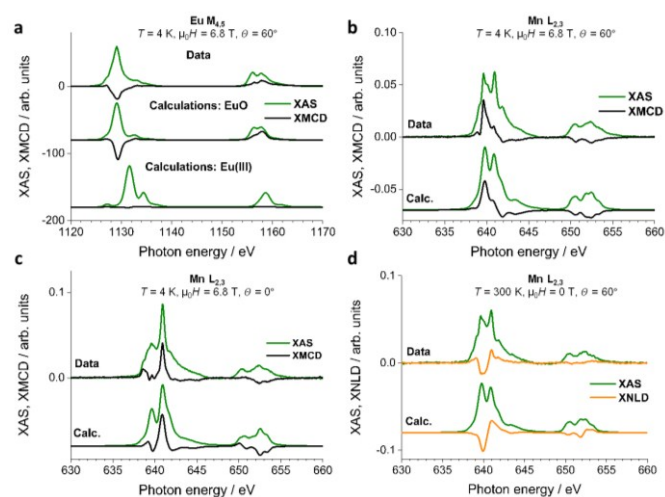 a
Eu M4,5
T = 4 K, μ0H = 6.8 T, θ = 60°
Data
Calculations: EuO
XAS
XMCD
Calculations: Eu(III)
XAS, XMCD / arb. units
0
-100
-200
1120 1130 1140 1150 1160 1170
Photon energy / eV
b
Mn L2,3
T = 4 K, μ0H = 6.8 T, θ = 60°
XAS
XMCD
Data
Calc.
XAS, XMCD / arb. units
0.10
0.05
0.00
-0.05
630 640 650 660
Photon energy / eV
c
Mn L2,3
T = 4 K, μ0H = 6.8 T, θ = 0°
XAS
XMCD
Data
Calc.
XAS, XMCD / arb. units
0.1
0.0
630 635 640 645 650 655 660
Photon energy / eV
d
Mn L2,3
T = 300 K, μ0H = 0 T, θ = 60°
Data
XAS
XNLD
Calc.
XAS, XNLD / arb. units
0.1
0.0
-0.1
630 640 650 660
Photon energy / eV